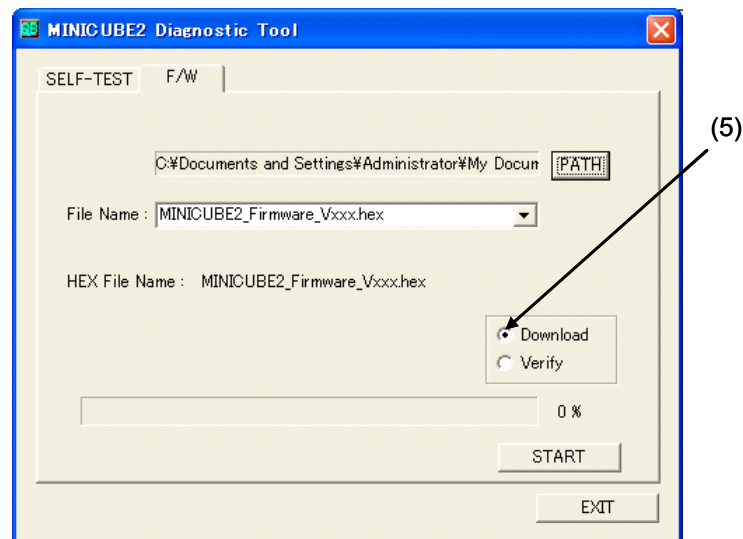 MINICUBE2 Diagnostic Tool
SELF-TEST F/W
(5)
C:¥Documents and Settings¥Administrator¥My Docum PATH
File Name : MINICUBE2_Firmware_Vxxx.hex
HEX File Name : MINICUBE2_Firmware_Vxxx.hex
Download
Verify
0 %
START
EXIT